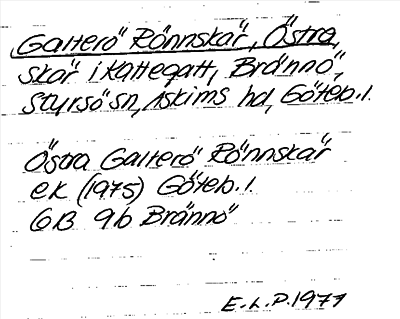 Galterö Rönnskär, Östra,
skär i Kattegatt, Brännö,
Styrsö sn, Askims hd, Göteb. l.
Östra Galterö Rönnskär
ek (1975) Göteb. l.
GB 9b Brännö
E.L.P. 1977